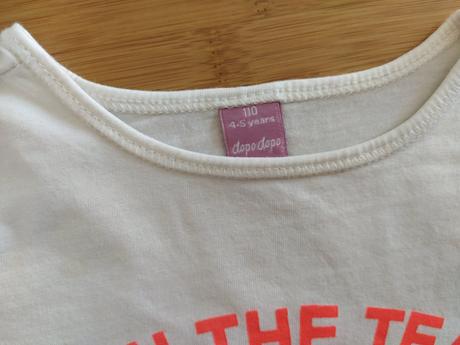 110
4-5 years
dopodopo
THE